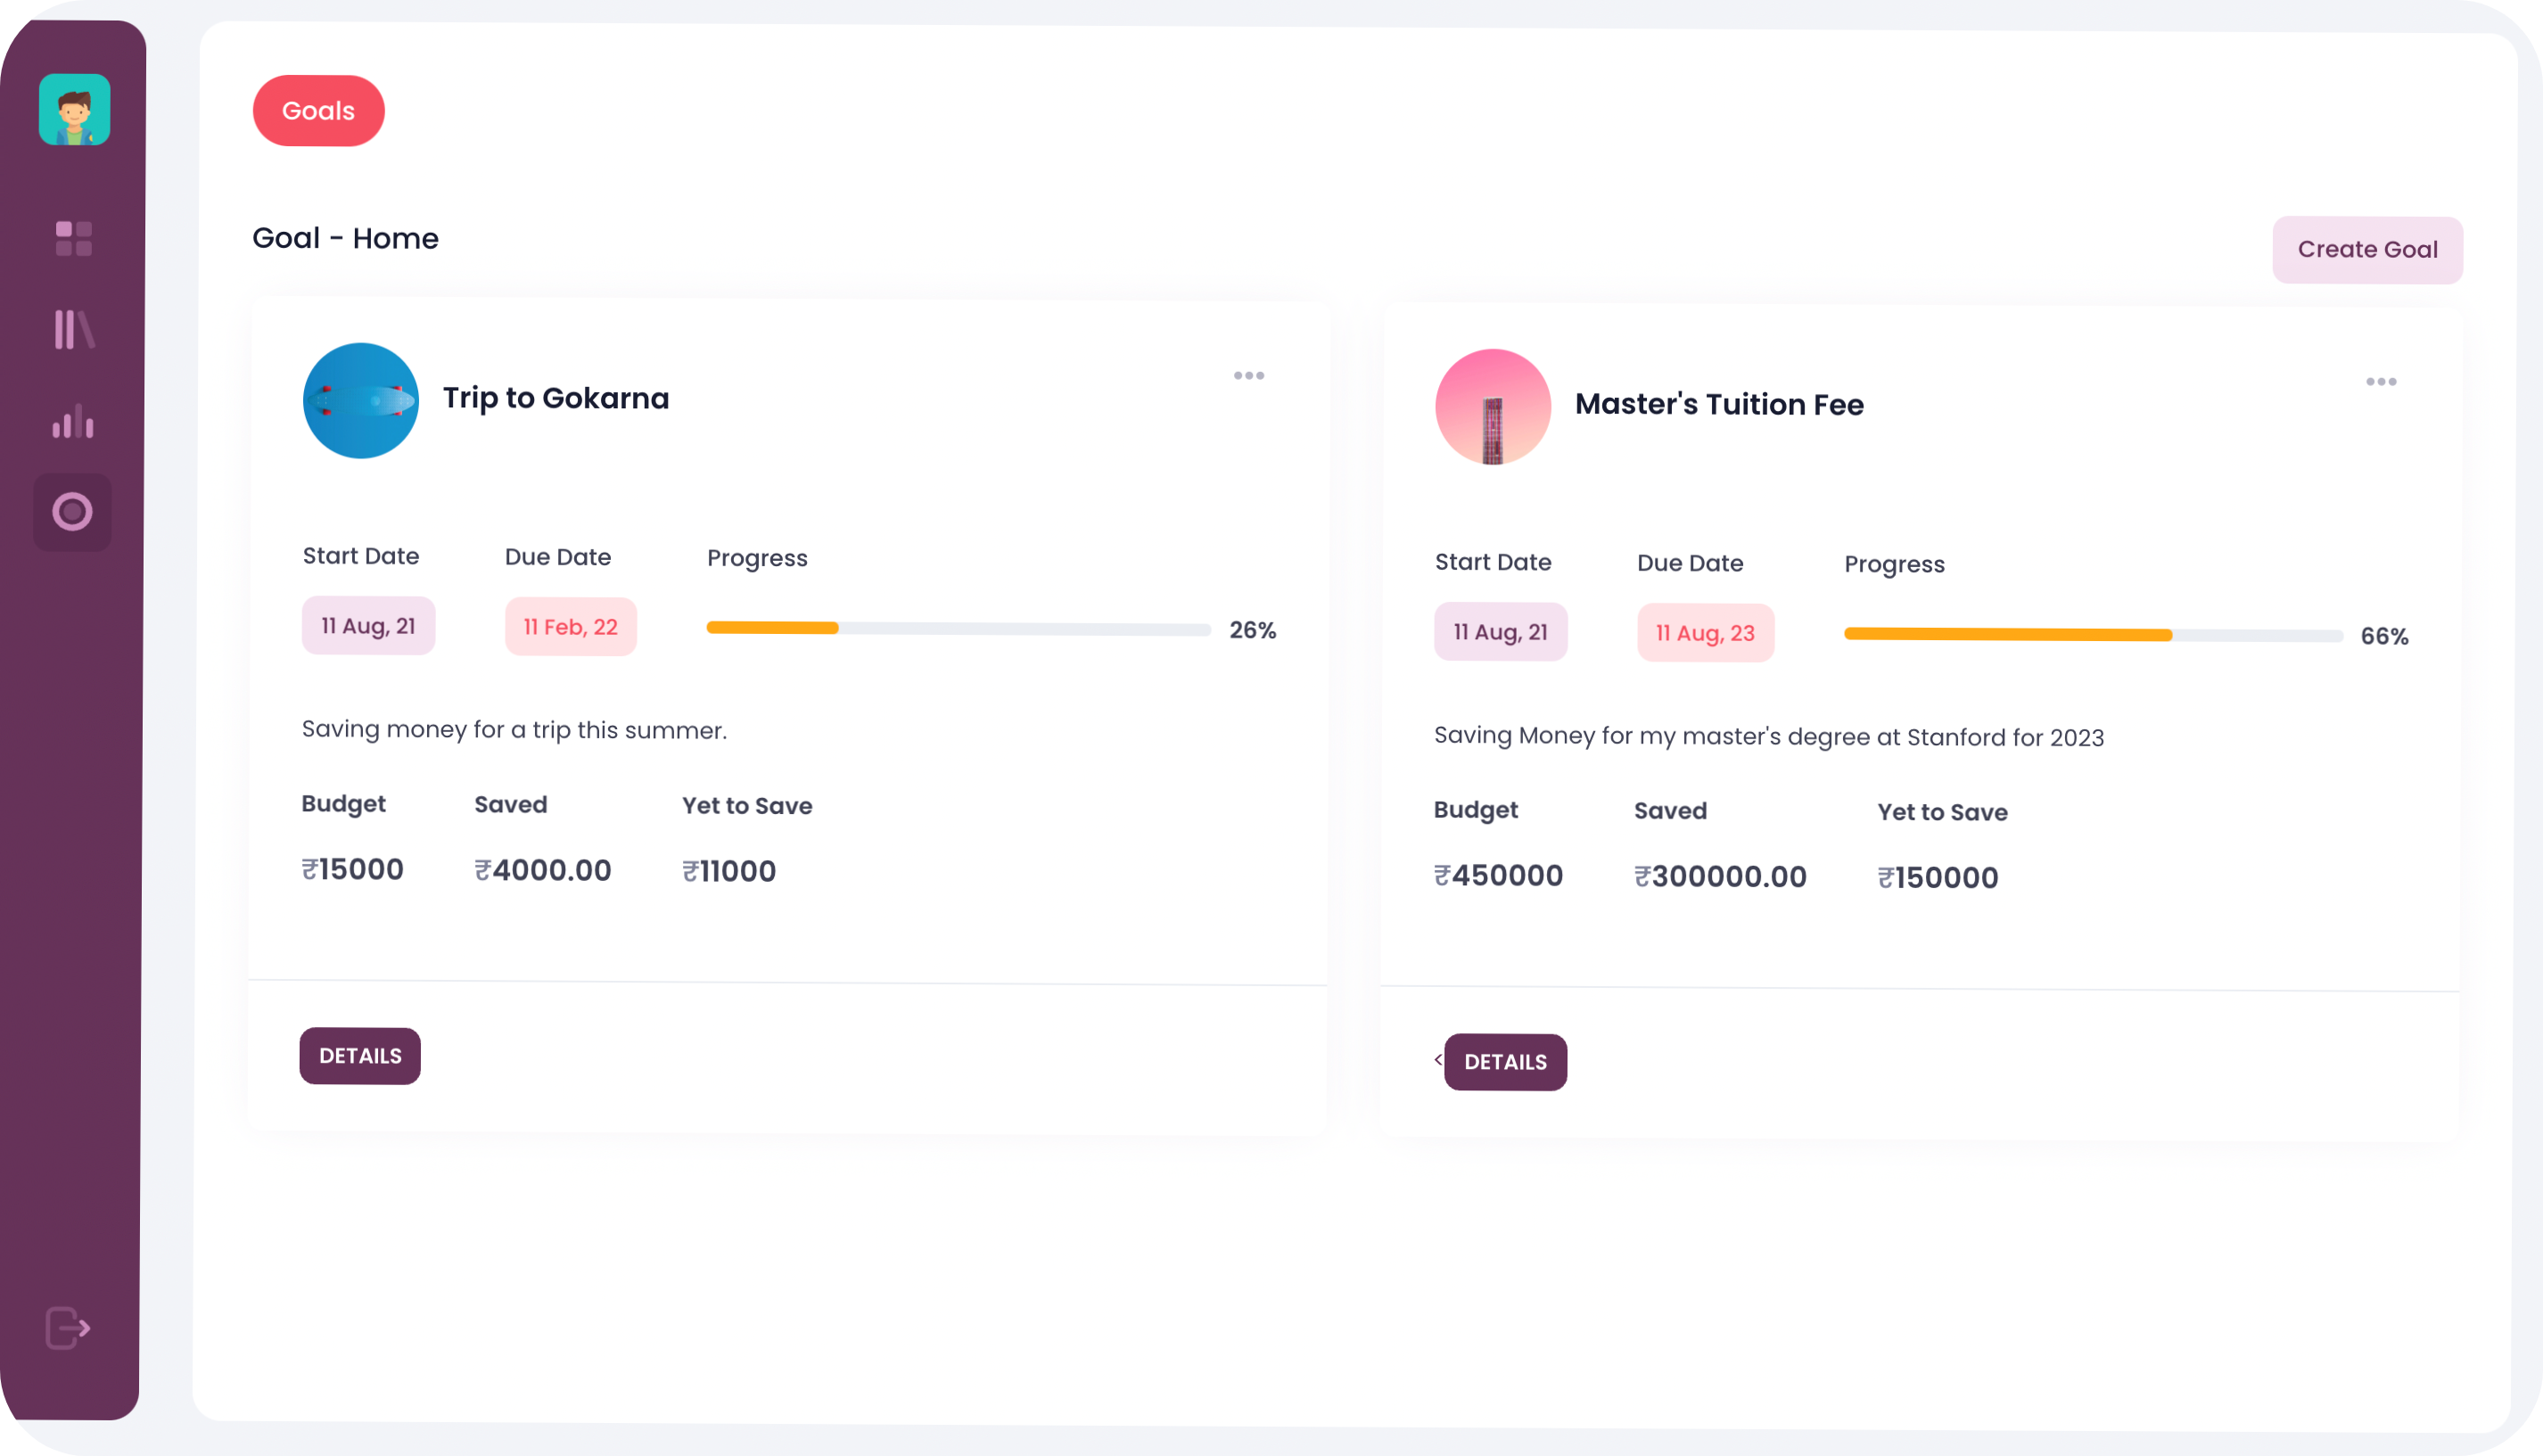 Goals
Goal - Home
Create Goal
Trip to Gokarna
Start Date Due Date Progress
11 Aug, 21 11 Feb, 22 26%
Saving money for a trip this summer.
Budget Saved Yet to Save
₹15000 ₹4000.00 ₹11000
DETAILS
Master's Tuition Fee
Start Date Due Date Progress
11 Aug, 21 11 Aug, 23 66%
Saving Money for my master's degree at Stanford for 2023
Budget Saved Yet to Save
₹450000 ₹300000.00 ₹150000
< DETAILS